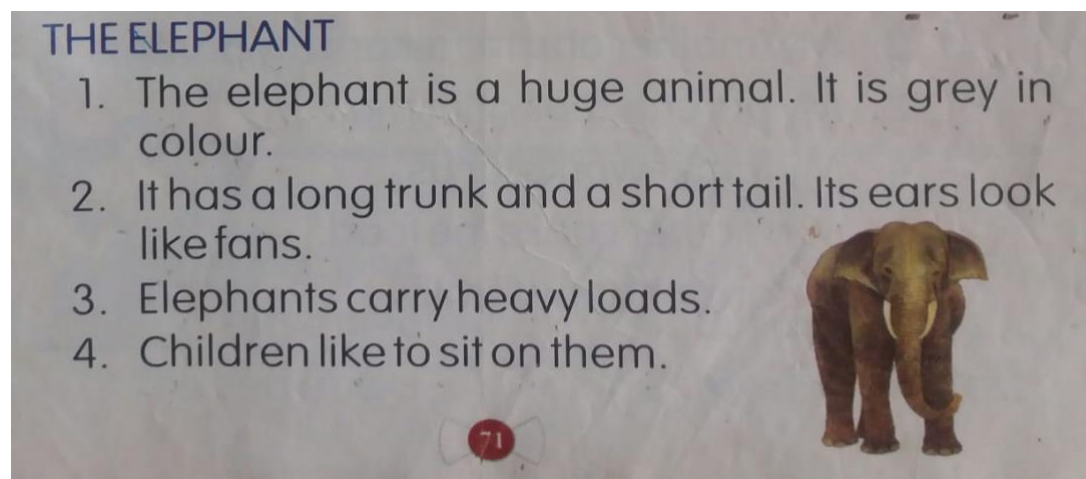 THE ELEPHANT
1. The elephant is a huge animal. It is grey in
colour.
2. It has a long trunk and a short tail. Its ears look
like fans.
3. Elephants carry heavy loads.
4. Children like to sit on them.
71